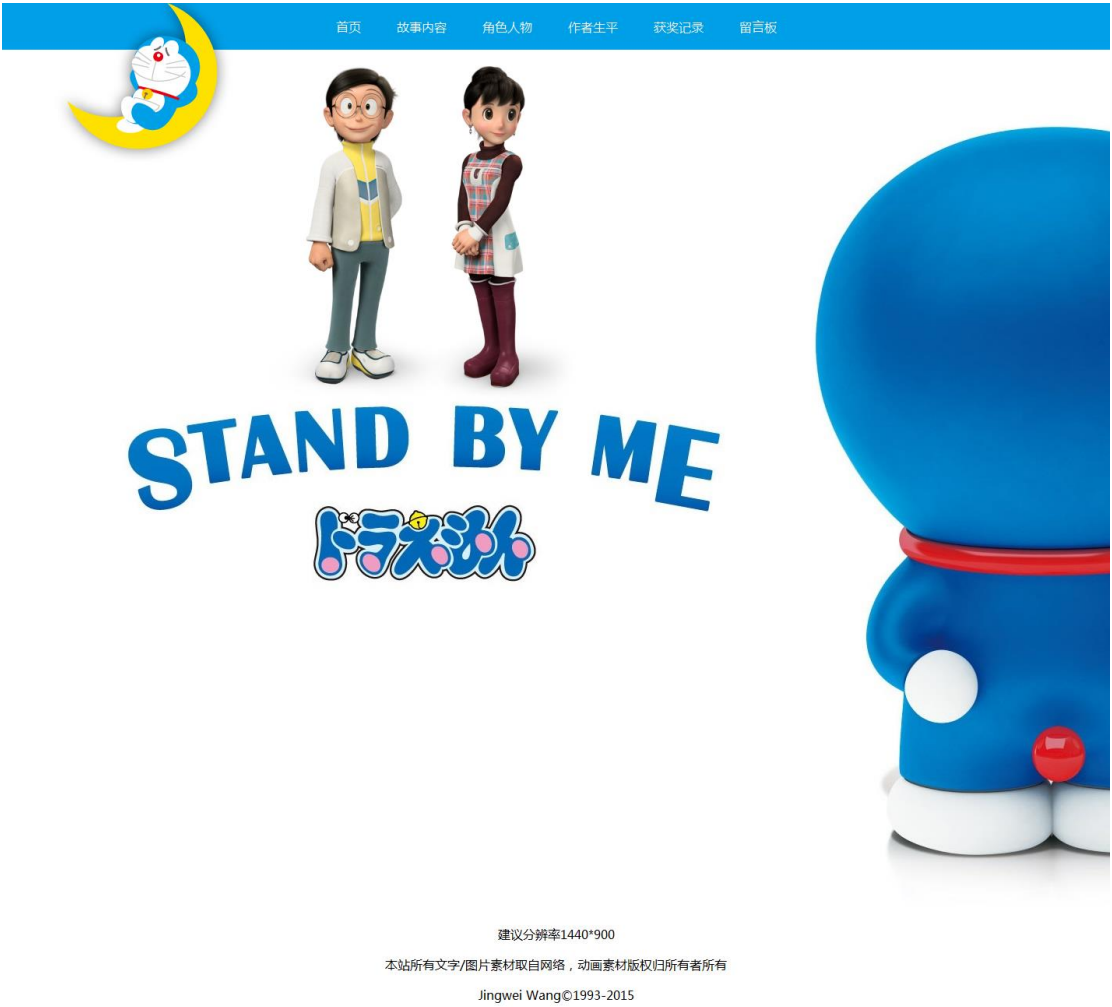 首页 故事内容 角色人物 作者生平 获奖记录 留言板
STAND BY ME
ドラえもん
建议分辨率1440*900
本站所有文字/图片素材取自网络，动画素材版权归所有者所有
Jingwei Wang©1993-2015